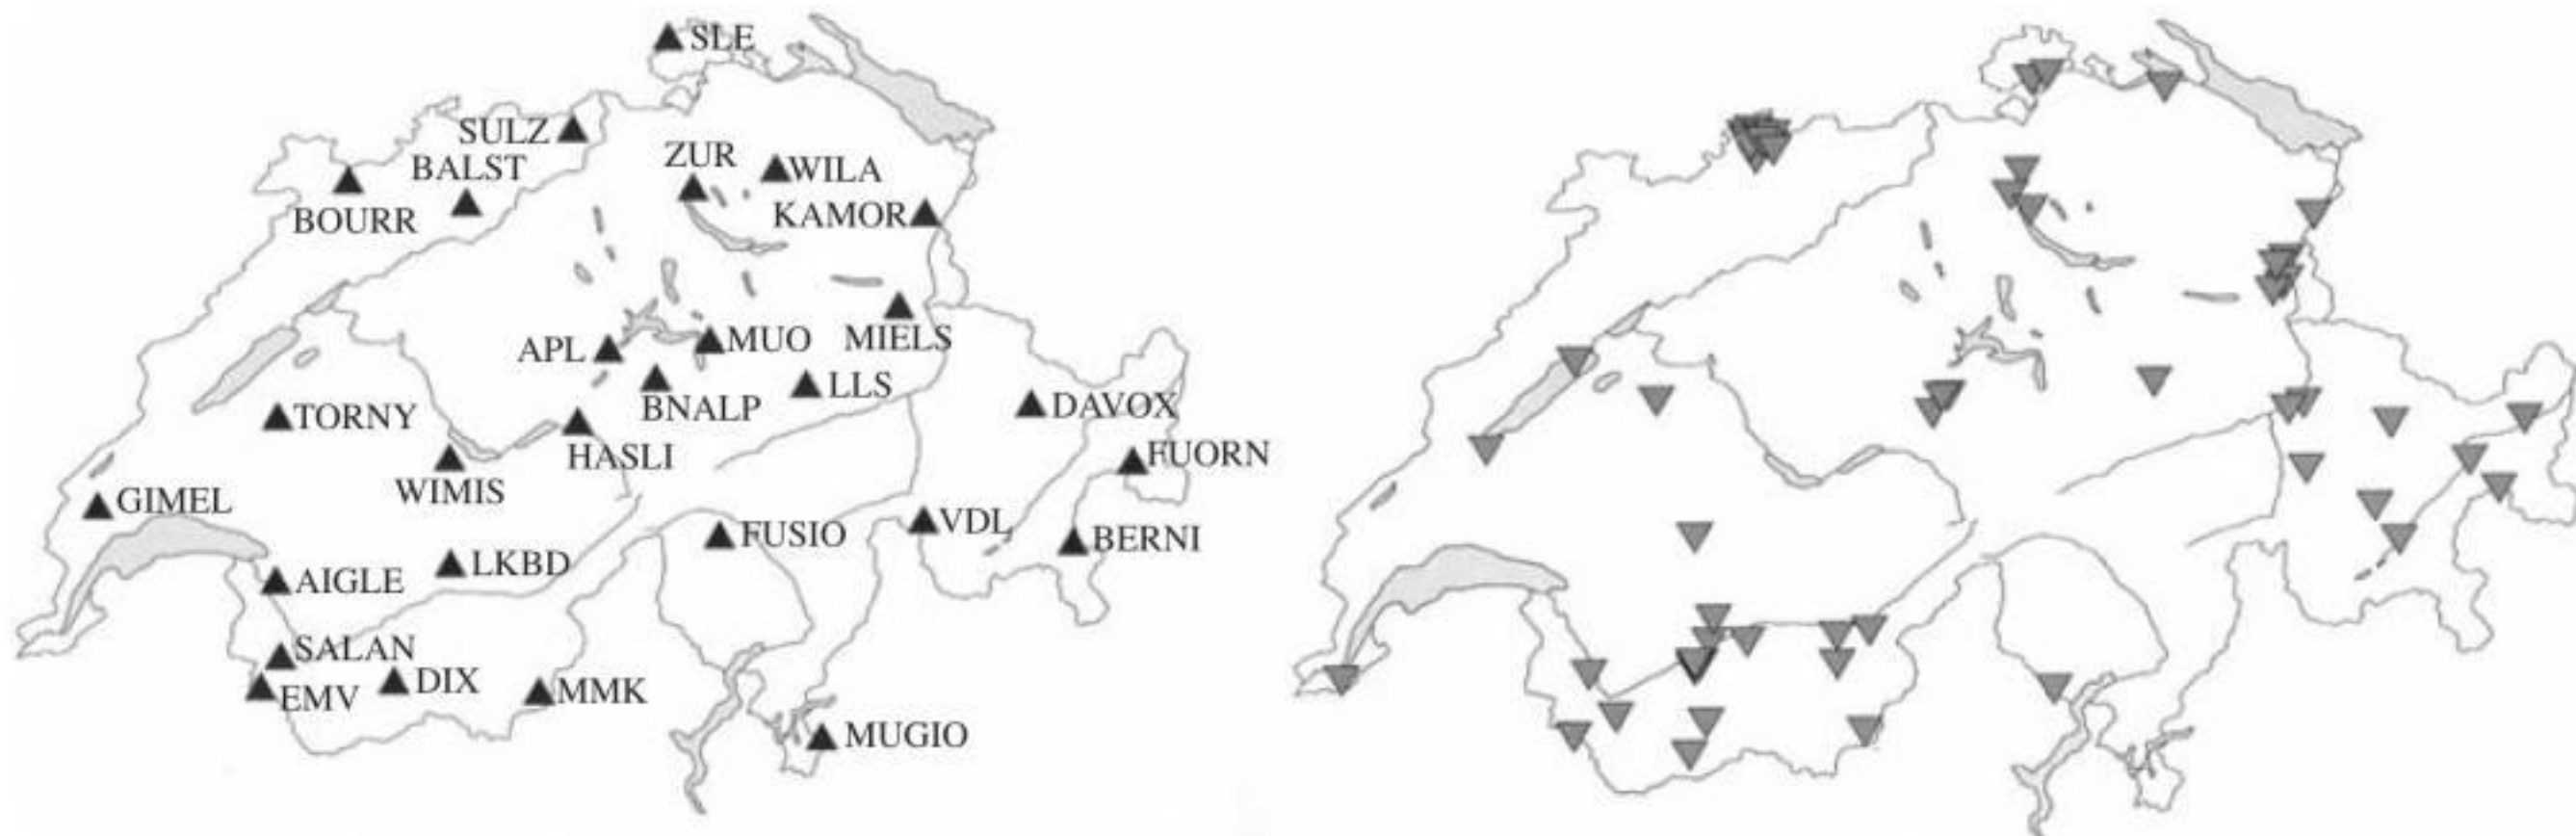 SLE
SULZ
BALST
ZUR
WILA
BOURR
KAMOR
APL
MUO
MIELS
BNALP
LLS
TORNY
DAVOX
HASLI
FUORN
WIMIS
GIMEL
FUSIO
VDL
BERNI
LKBD
AIGLE
SALAN
DIX
EMV
MMK
MUGIO